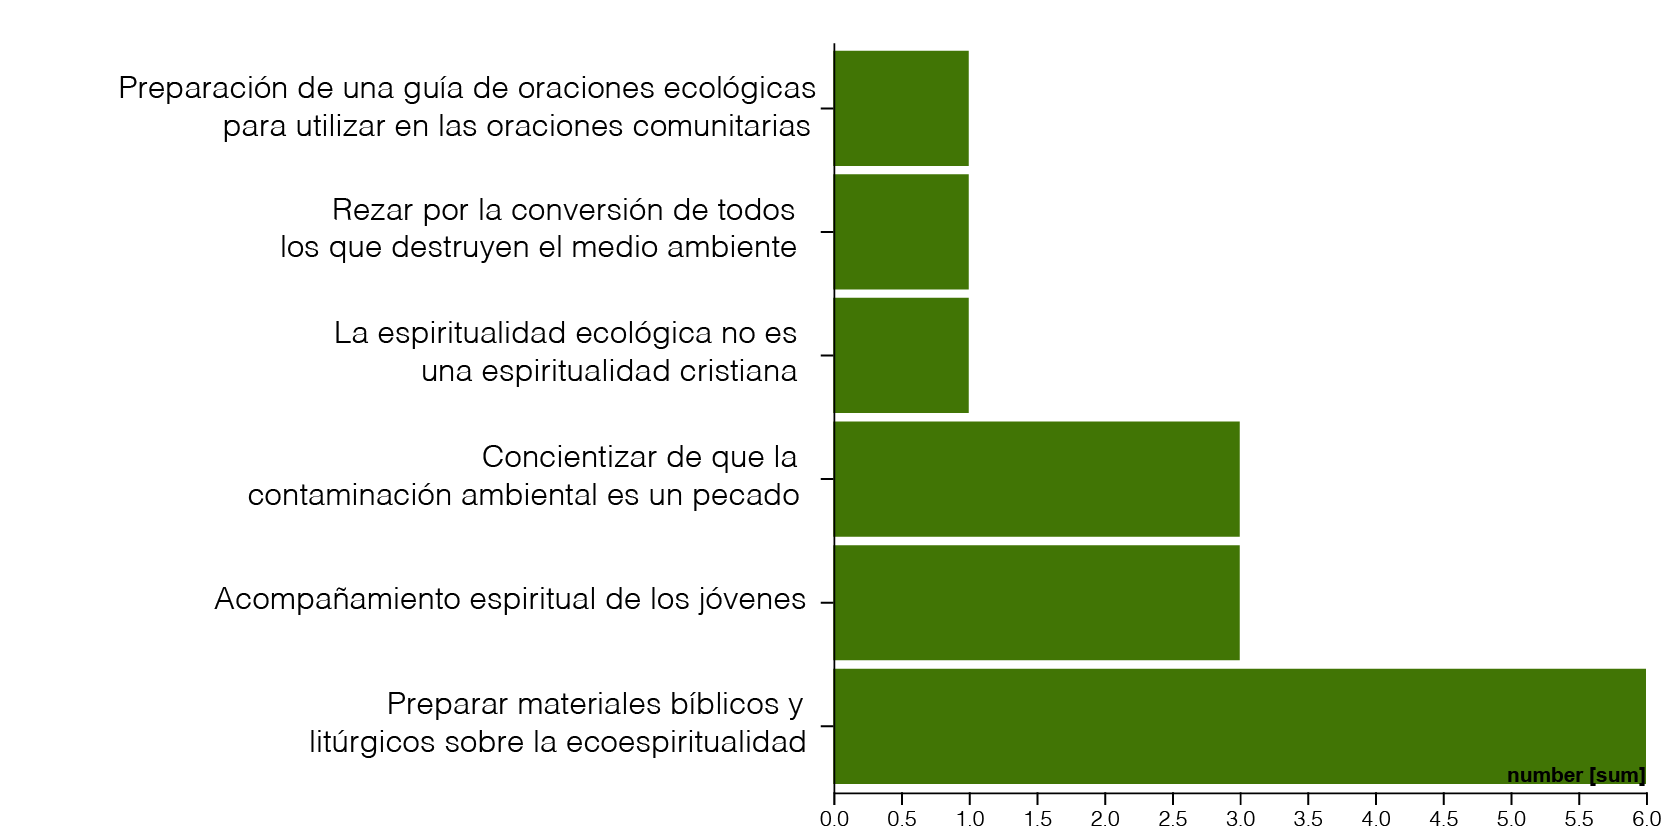 Preparación de una guía de oraciones ecológicas
para utilizar en las oraciones comunitarias
Rezar por la conversión de todos
los que destruyen el medio ambiente
La espiritualidad ecológica no es
una espiritualidad cristiana
Concientizar de que la
contaminación ambiental es un pecado
Acompañamiento espiritual de los jóvenes
Preparar materiales bíblicos y
litúrgicos sobre la ecoespiritualidad
number [sum]
0.0 0.5 1.0 1.5 2.0 2.5 3.0 3.5 4.0 4.5 5.0 5.5 6.0